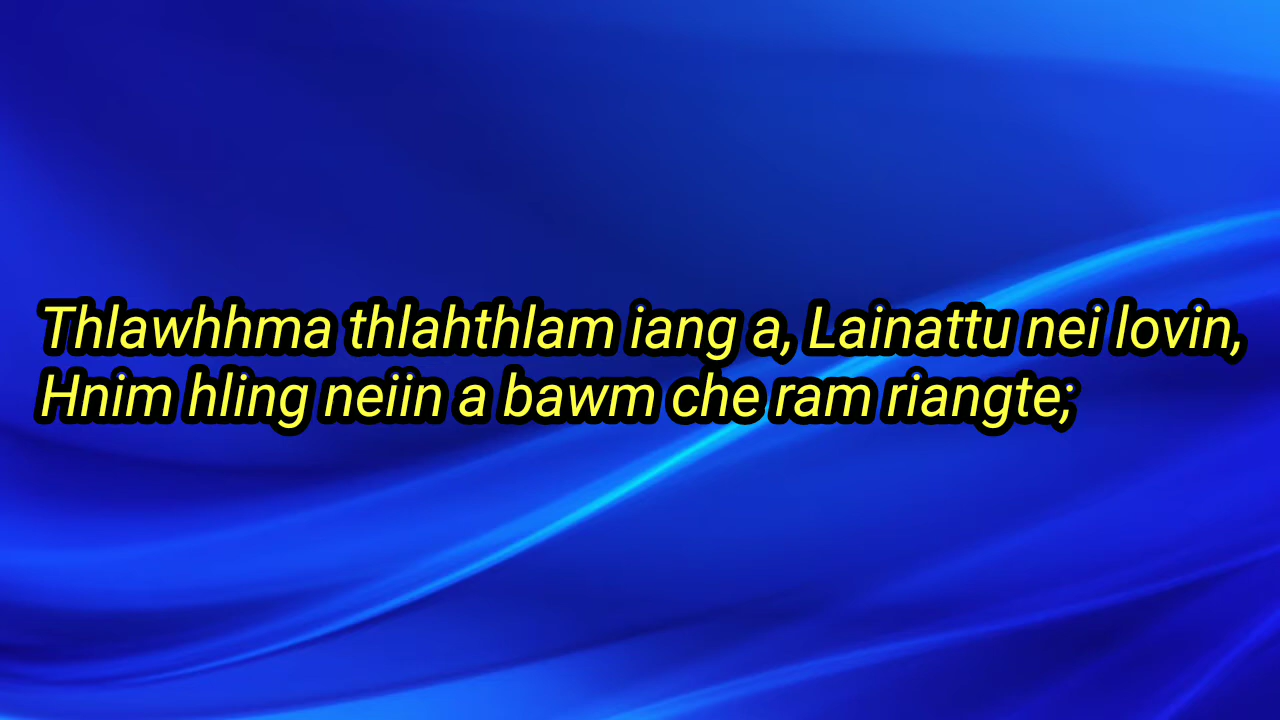 Thlawhhma thlahthlam iang a, Lainattu nei lovin,
Hnim hling neiin a bawm che ram riangte;